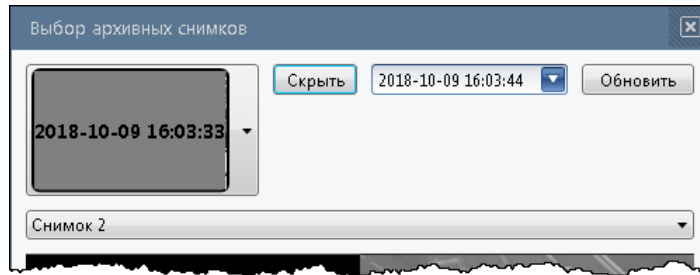 Выбор архивных снимков
Скрыть 2018-10-09 16:03:44 Обновить
2018-10-09 16:03:33
Снимок 2